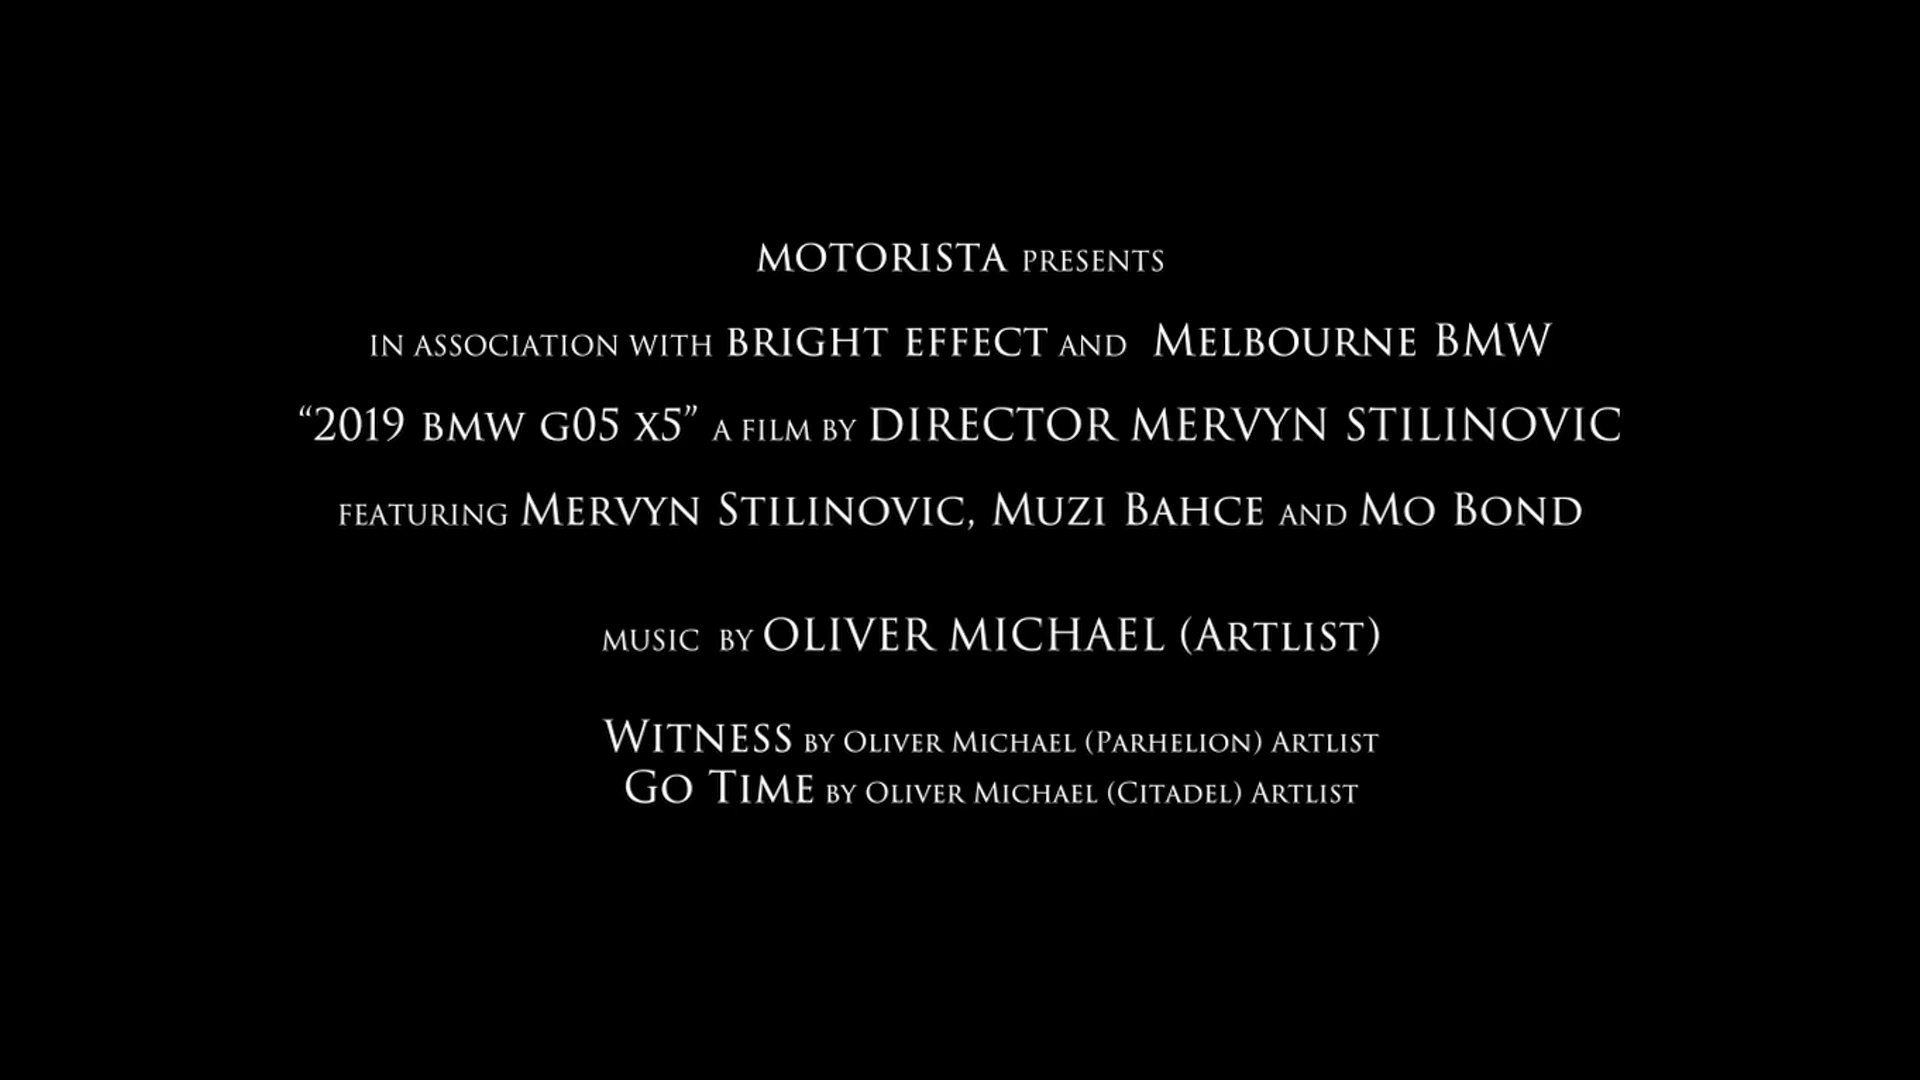 MOTORISTA PRESENTS
IN ASSOCIATION WITH BRIGHT EFFECT AND MELBOURNE BMW
“2019 BMW G05 X5” A FILM BY DIRECTOR MERVYN STILINOVIC
FEATURING MERVYN STILINOVIC, MUZI BAHCE AND MO BOND
MUSIC BY OLIVER MICHAEL (ARTLIST)
WITNESS BY OLIVER MICHAEL (PARHELION) ARTLIST
GO TIME BY OLIVER MICHAEL (CITADEL) ARTLIST